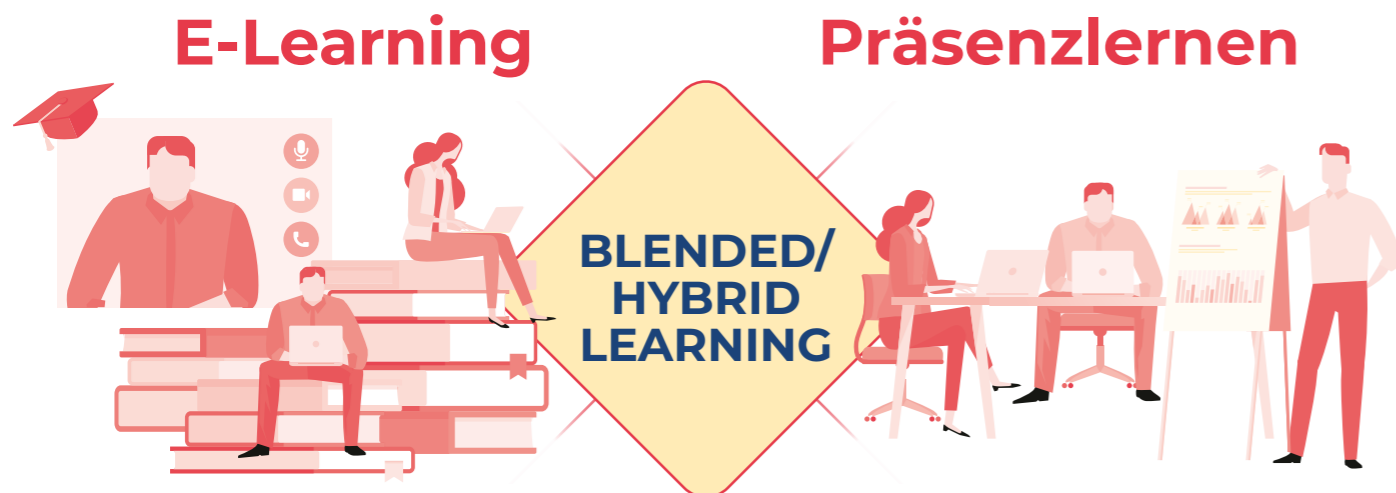 E-Learning
Präsenzlernen
BLENDED/
HYBRID
LEARNING